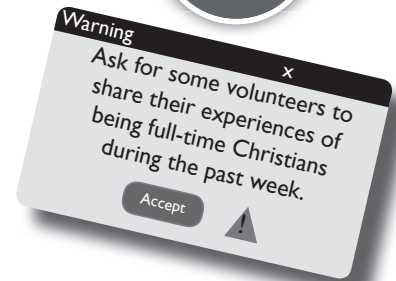 Warning
x
Ask for some volunteers to
share their experiences of
being full-time Christians
during the past week.
Accept
!